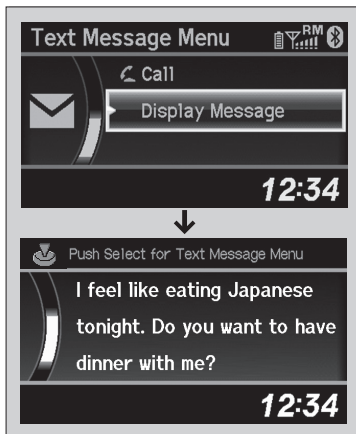 Text Message Menu RM
Call
Display Message
12:34
Push Select for Text Message Menu
I feel like eating Japanese
tonight. Do you want to have
dinner with me?
12:34